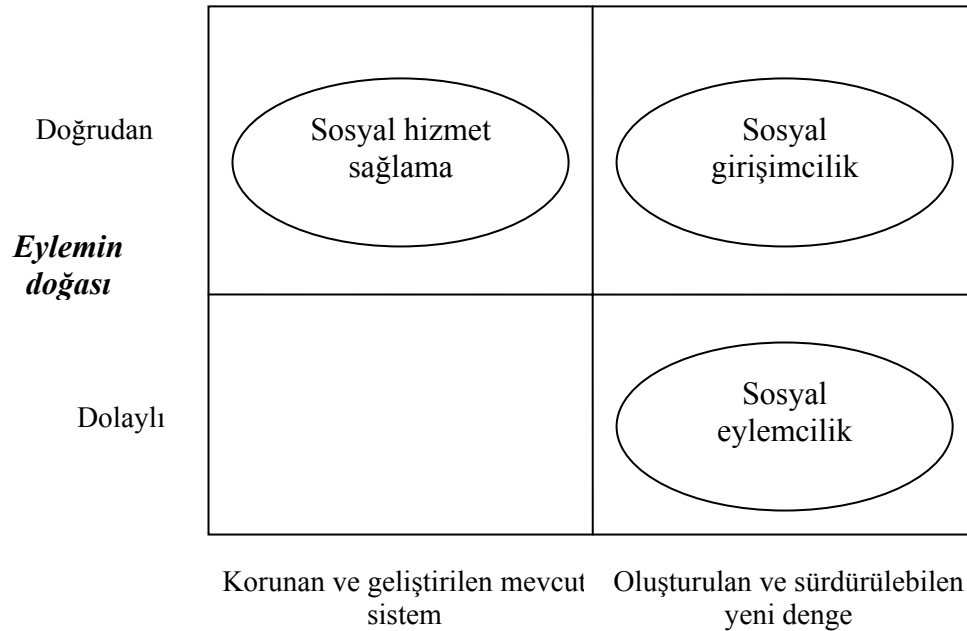 Doğrudan
Sosyal hizmet
sağlama
Sosyal
girişimcilik
Eylemin
doğası
Dolaylı
Sosyal
eylemcilik
Korunan ve geliştirilen mevcut
sistem
Oluşturulan ve sürdürülebilen
yeni denge